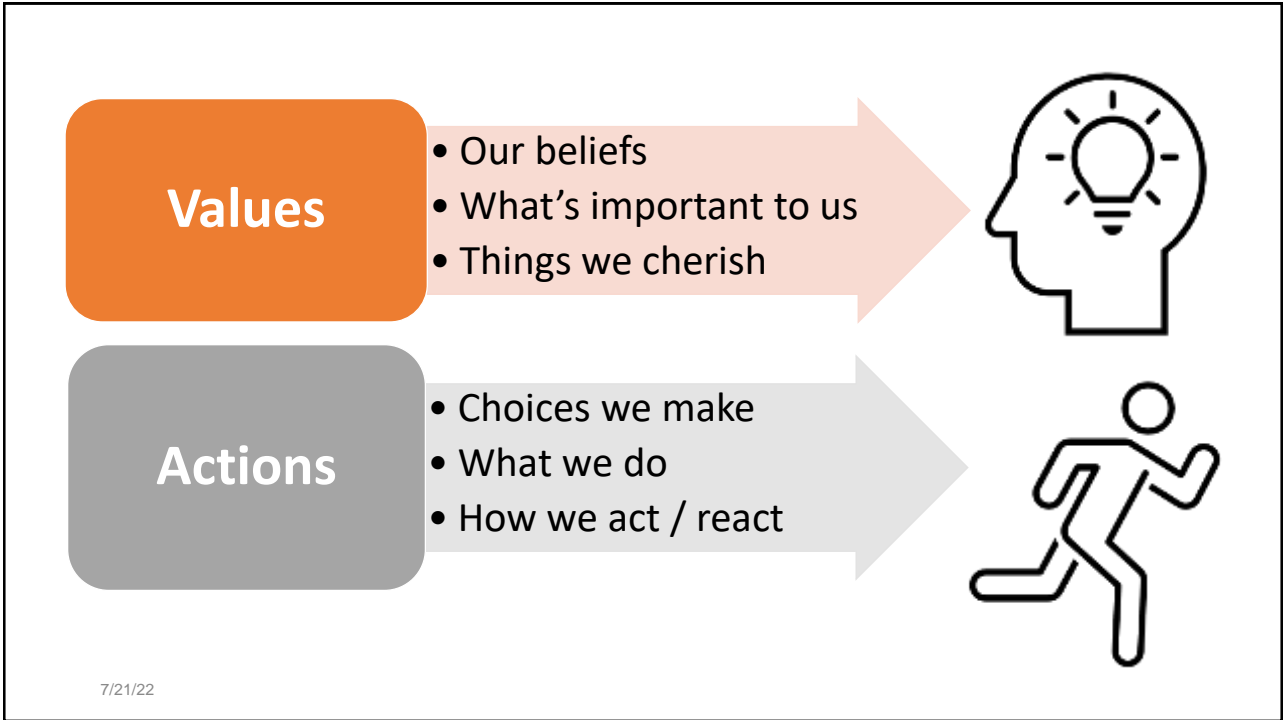 Values
• Our beliefs
• What’s important to us
• Things we cherish
Actions
• Choices we make
• What we do
• How we act / react
7/21/22